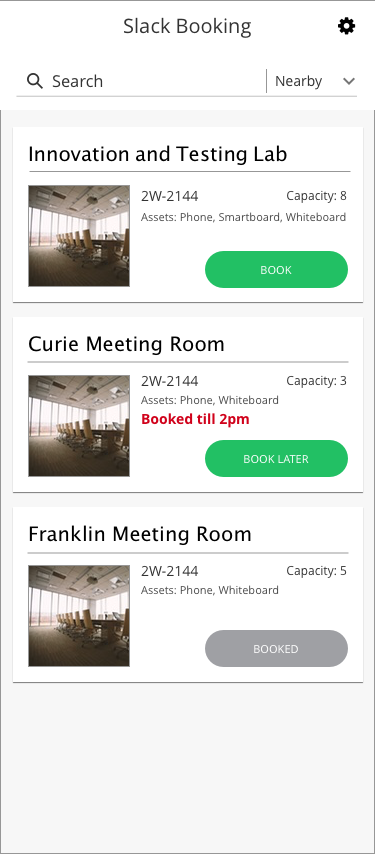 Slack Booking
Search
Nearby
Innovation and Testing Lab
2W-2144
Capacity: 8
Assets: Phone, Smartboard, Whiteboard
BOOK
Curie Meeting Room
2W-2144
Capacity: 3
Assets: Phone, Whiteboard
Booked till 2pm
BOOK LATER
Franklin Meeting Room
2W-2144
Capacity: 5
Assets: Phone, Whiteboard
BOOKED